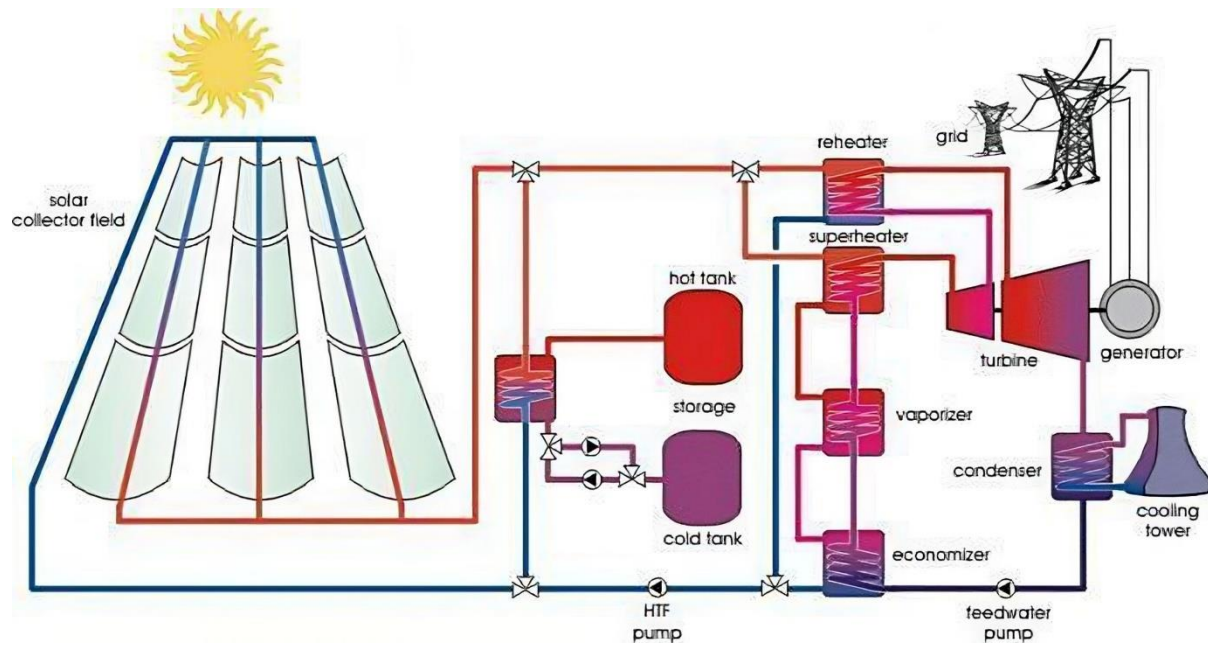 solar
collector field
hot tank
storage
cold tank
HTF
pump
reheater
superheater
vaporizer
economizer
grid
turbine
generator
condenser
cooling
tower
feedwater
pump